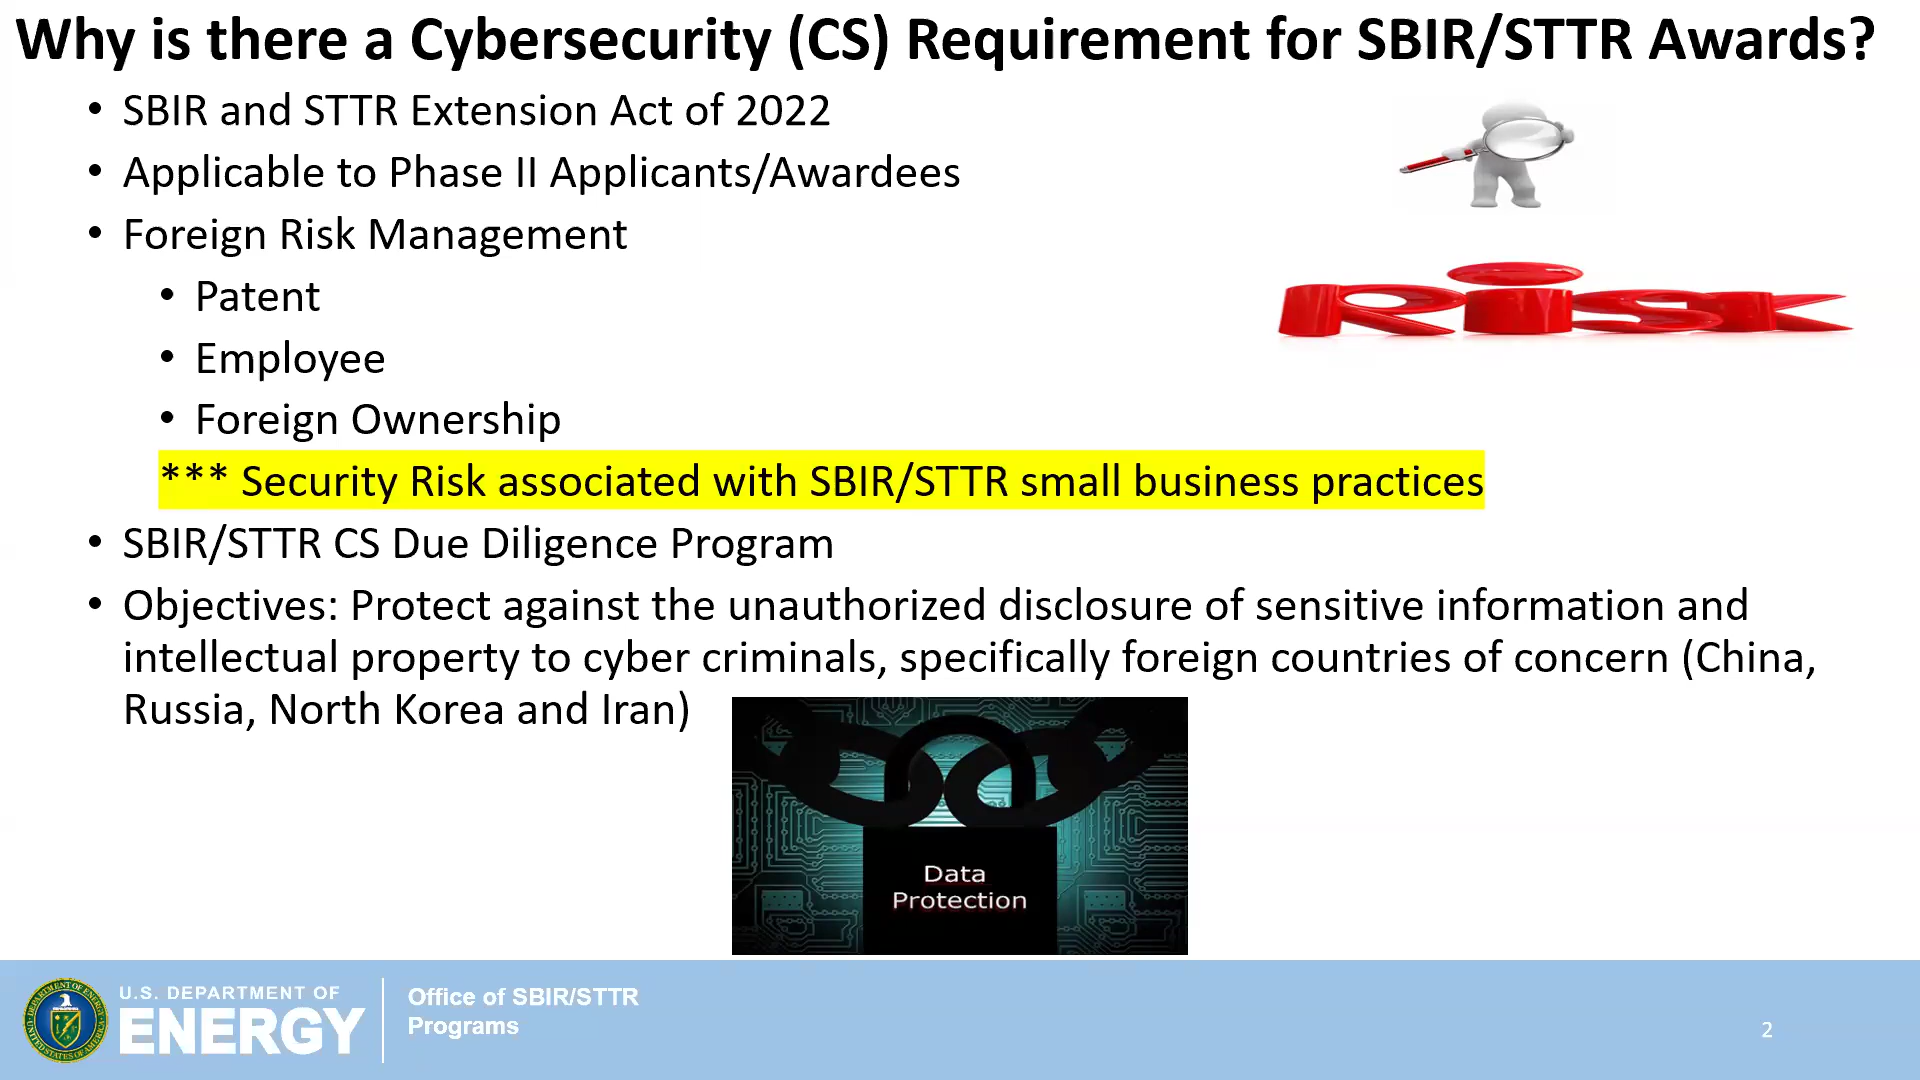 Why is there a Cybersecurity (CS) Requirement for SBIR/STTR Awards?
• SBIR and STTR Extension Act of 2022
• Applicable to Phase II Applicants/Awardees
• Foreign Risk Management
• Patent
• Employee
• Foreign Ownership
*** Security Risk associated with SBIR/STTR small business practices
• SBIR/STTR CS Due Diligence Program
• Objectives: Protect against the unauthorized disclosure of sensitive information and
intellectual property to cyber criminals, specifically foreign countries of concern (China,
Russia, North Korea and Iran)
RiSK
Data
Protection
U.S. DEPARTMENT OF
ENERGY
Office of SBIR/STTR
Programs
2